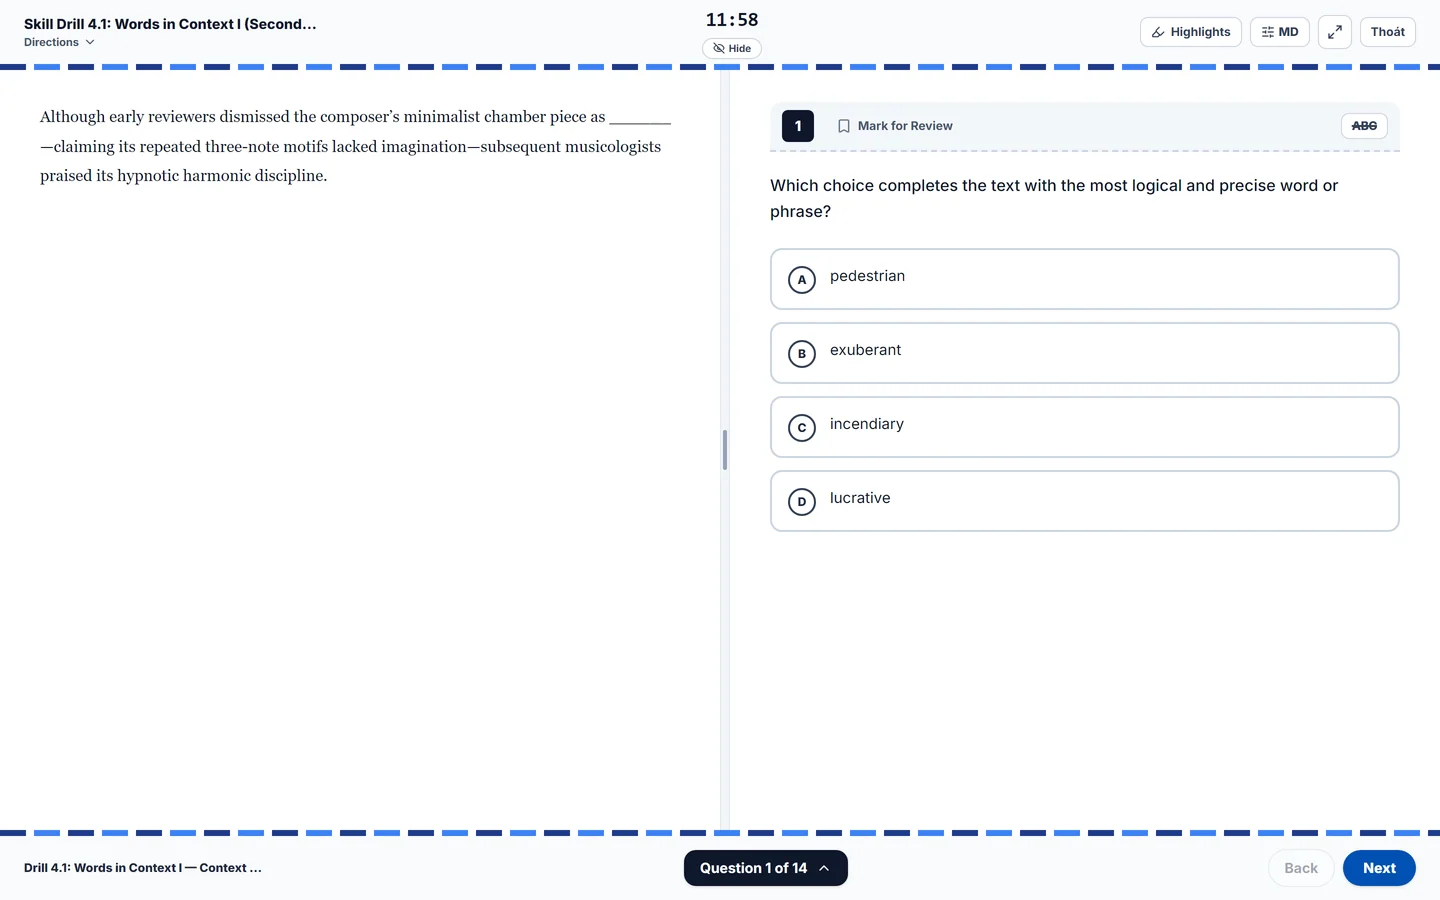 Skill Drill 4.1: Words in Context I (Second...
Directions
11:58
Hide
Highlights
MD
Thoát
Although early reviewers dismissed the composer’s minimalist chamber piece as _______
—claiming its repeated three-note motifs lacked imagination—subsequent musicologists
praised its hypnotic harmonic discipline.
1
Mark for Review
ABC
Which choice completes the text with the most logical and precise word or
phrase?
A pedestrian
B exuberant
C incendiary
D lucrative
Drill 4.1: Words in Context I — Context ...
Question 1 of 14
Back
Next